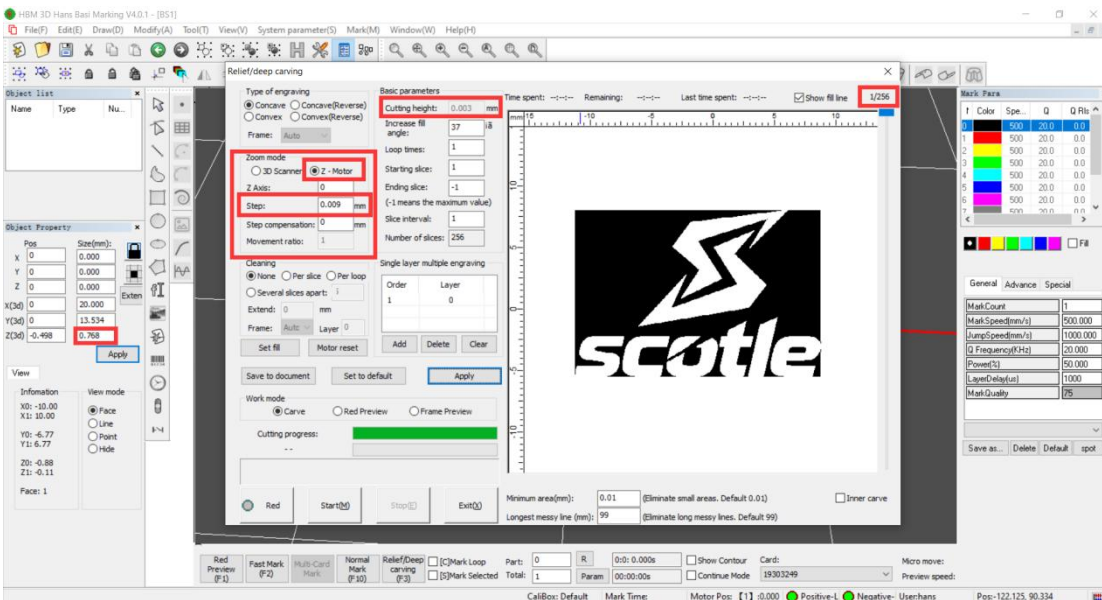 HBM 3D Hans Basi Marking V4.0.1 - [BS1]
File(F) Edit(E) Draw(D) Modify(A) Tool(T) View(V) System parameter(S) Mark(M) Window(W) Help(H)
Object list
Name Type Nu...
Object Property
Pos Size(mm):
X 0 0.000
Y 0 0.000
Z 0 0.000
Exten
X(3d) 0 20.000
Y(3d) 0 13.534
Z(3d) -0.498 0.768
Apply
View
Infomation View mode
X0: -10.00
X1: 10.00
Y0: -6.77
Y1: 6.77
Z0: -0.88
Z1: -0.11
Face: 1
Face
Line
Point
Hide
Relief/deep carving
Type of engraving
Concave Concave(Reverse)
Convex Convex(Reverse)
Frame: Auto
Zoom mode
3D Scanner Z - Motor
Z Axis: 0
Step: 0.009 mm
Step compensation: 0 mm
Movement ratio: 1
Cleaning
None Per slice Per loop
Several slices apart: 1
Extend: 0 mm
Frame: Auto Layer 0
Set fill Motor reset
Basic parameters
Cutting height: 0.003 mm
Increase fill angle: 37
Loop times: 1
Starting slice: 1
Ending slice: -1
(-1 means the maximum value)
Slice interval: 1
Number of slices: 256
Single layer multiple engraving
Order Layer
1 0
Add Delete Clear
Save to document Set to default Apply
Work mode
Carve Red Preview Frame Preview
Cutting progress:
- -
Red Start(M) Stop(E) Exit(X)
Time spent: --:--:-- Remaining: --:--:-- Last time spent: --:--:-- Show fill line 1/256
mm 15 -10 -5 0 5 10
scotle
Minimum area(mm): 0.01 (Eliminate small areas. Default 0.01) Inner carve
Longest messy line (mm): 99 (Eliminate long messy lines. Default 99)
Mark Para
Color Spe... Q Q Rls
0 500 20.0 0.0
1 500 20.0 0.0
2 500 20.0 0.0
3 500 20.0 0.0
4 500 20.0 0.0
5 500 20.0 0.0
6 500 20.0 0.0
7 500 20.0 0.0
Fill
General Advance Special
MarkCount 1
MarkSpeed(mm/s) 500.000
JumpSpeed(mm/s) 1000.000
Q Frequency(KHz) 20.000
Power(%) 50.000
LayerDelay(us) 1000
MarkQuality 75
Save as... Delete Default spot
Red Preview (F1)
Fast Mark (F2)
Multi-Card Mark
Normal Mark (F10)
Relief/Deep carving (F3)
[C]Mark Loop
[S]Mark Selected
Part: 0 R 0:0: 0.000s Show Contour Card:
Total: 1 Param 00:00:00s Continue Mode 19303249
Micro move:
Preview speed:
CaliBox: Default Mark Time: Motor Pos: 【1】:0.000 Positive-L Negative- User:hans Pos:-122.125, 90.334